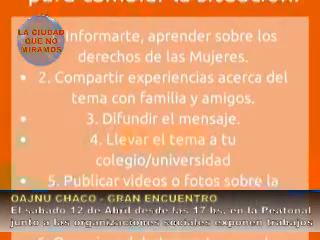 para cambiar la situación:
LA CIUDAD
QUE NO
MIRAMOS
Informarte, aprender sobre los
derechos de las Mujeres.
2. Compartir experiencias acerca del
tema con familia y amigos.
3. Difundir el mensaje.
4. Llevar el tema a tu
colegio/universidad
5. Publicar videos o fotos sobre la
OAJNU CHACO - GRAN ENCUENTRO
El sabado 12 de Abril desde las 17 hs. en la Peatonal
junto a las organizaciones sociales exponen trabajos